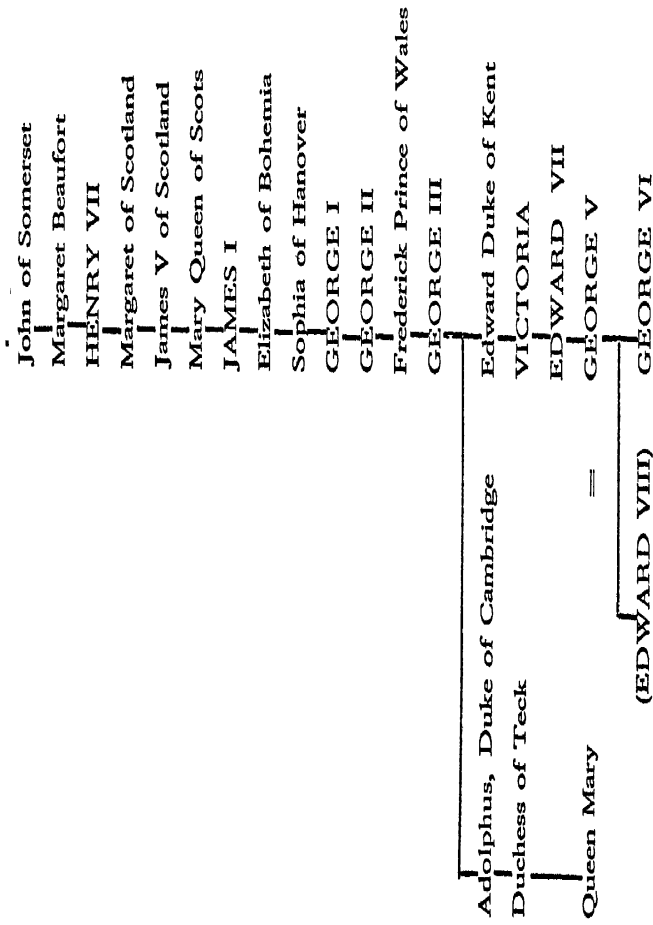 John of Somerset
Margaret Beaufort
HENRY VII
Margaret of Scotland
James V of Scotland
Mary Queen of Scots
JAMES I
Elizabeth of Bohemia
Sophia of Hanover
GEORGE I
GEORGE II
Frederick Prince of Wales
GEORGE III
Adolphus, Duke of Cambridge Edward Duke of Kent
Duchess of Teck VICTORIA
EDWARD VII
Queen Mary = GEORGE V
(EDWARD VIII) GEORGE VI